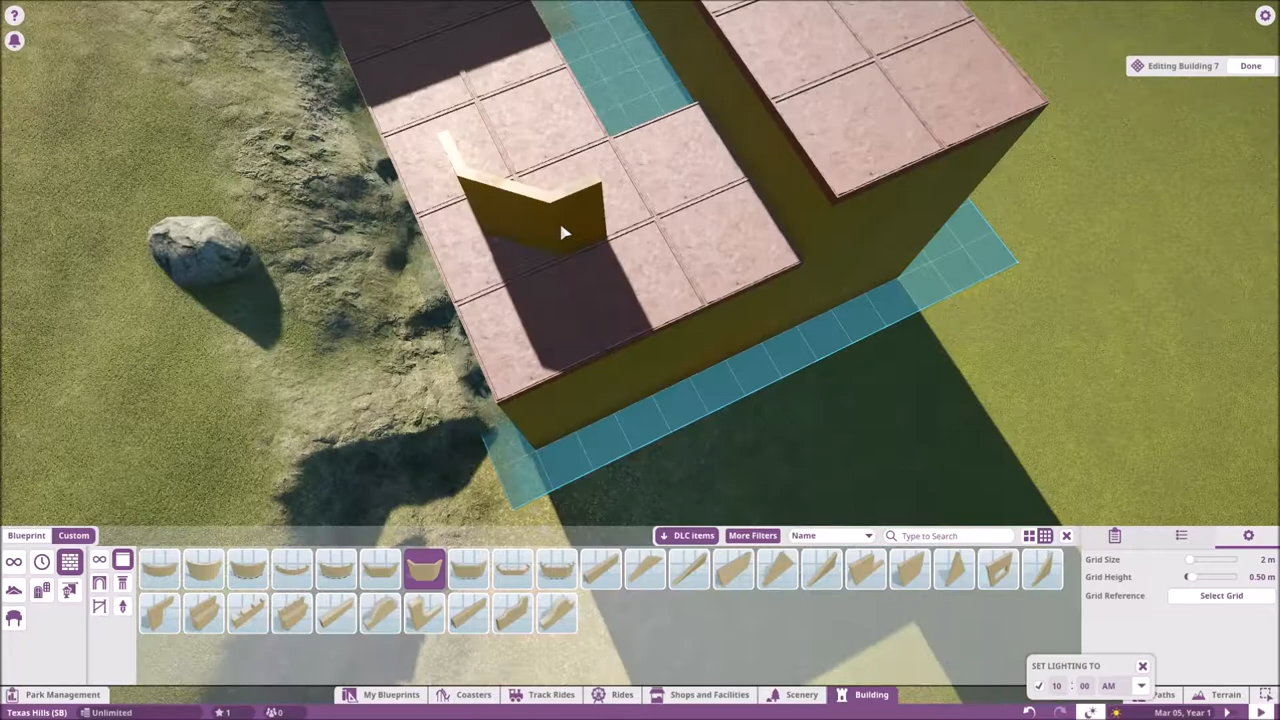 ?
Editing Building 7 Done
Blueprint Custom
DLC items More Filters Name Type to Search
Grid Size 2 m
Grid Height 0.50 m
Grid Reference Select Grid
SET LIGHTING TO
10 : 00 AM
Park Management My Blueprints Coasters Track Rides Rides Shops and Facilities Scenery Building Paths Terrain
Texas Hills (SB) Unlimited 1 0 Mar 05, Year 1